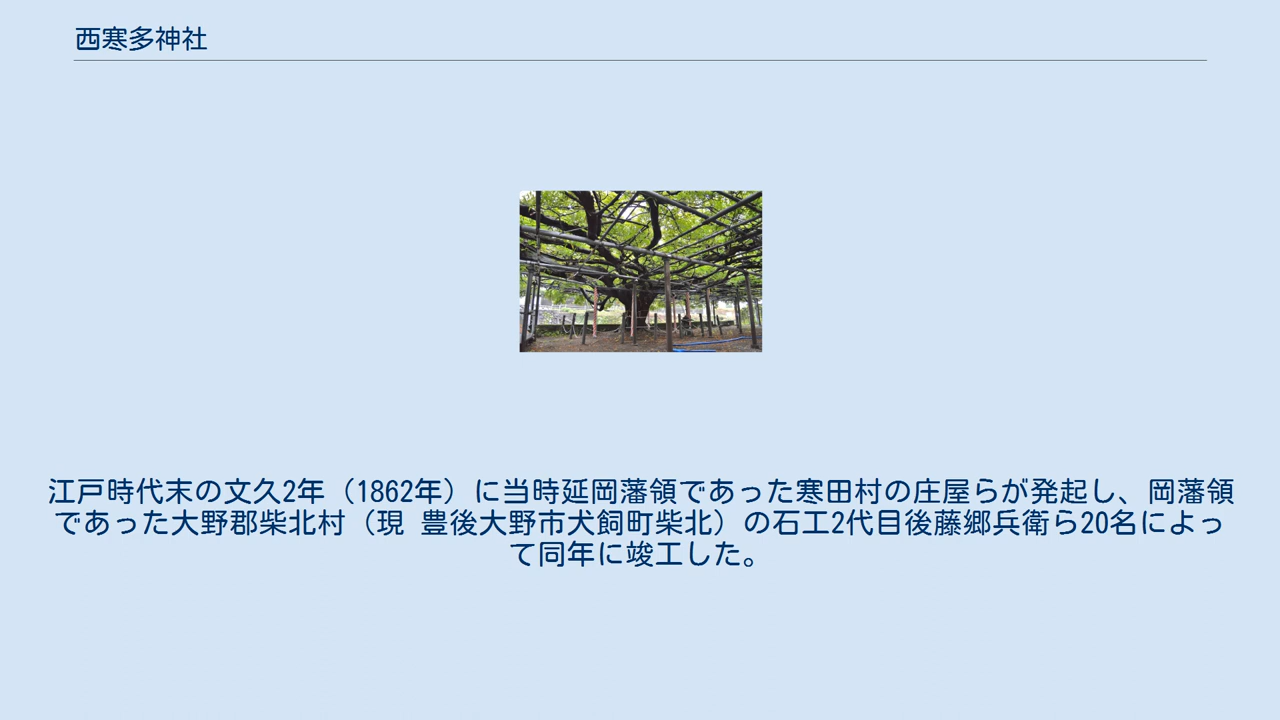 西寒多神社
江戸時代末の文久2年（1862年）に当時延岡藩領であった寒田村の庄屋らが発起し、岡藩領
であった大野郡柴北村（現 豊後大野市犬飼町柴北）の石工2代目後藤郷兵衛ら20名によっ
て同年に竣工した。